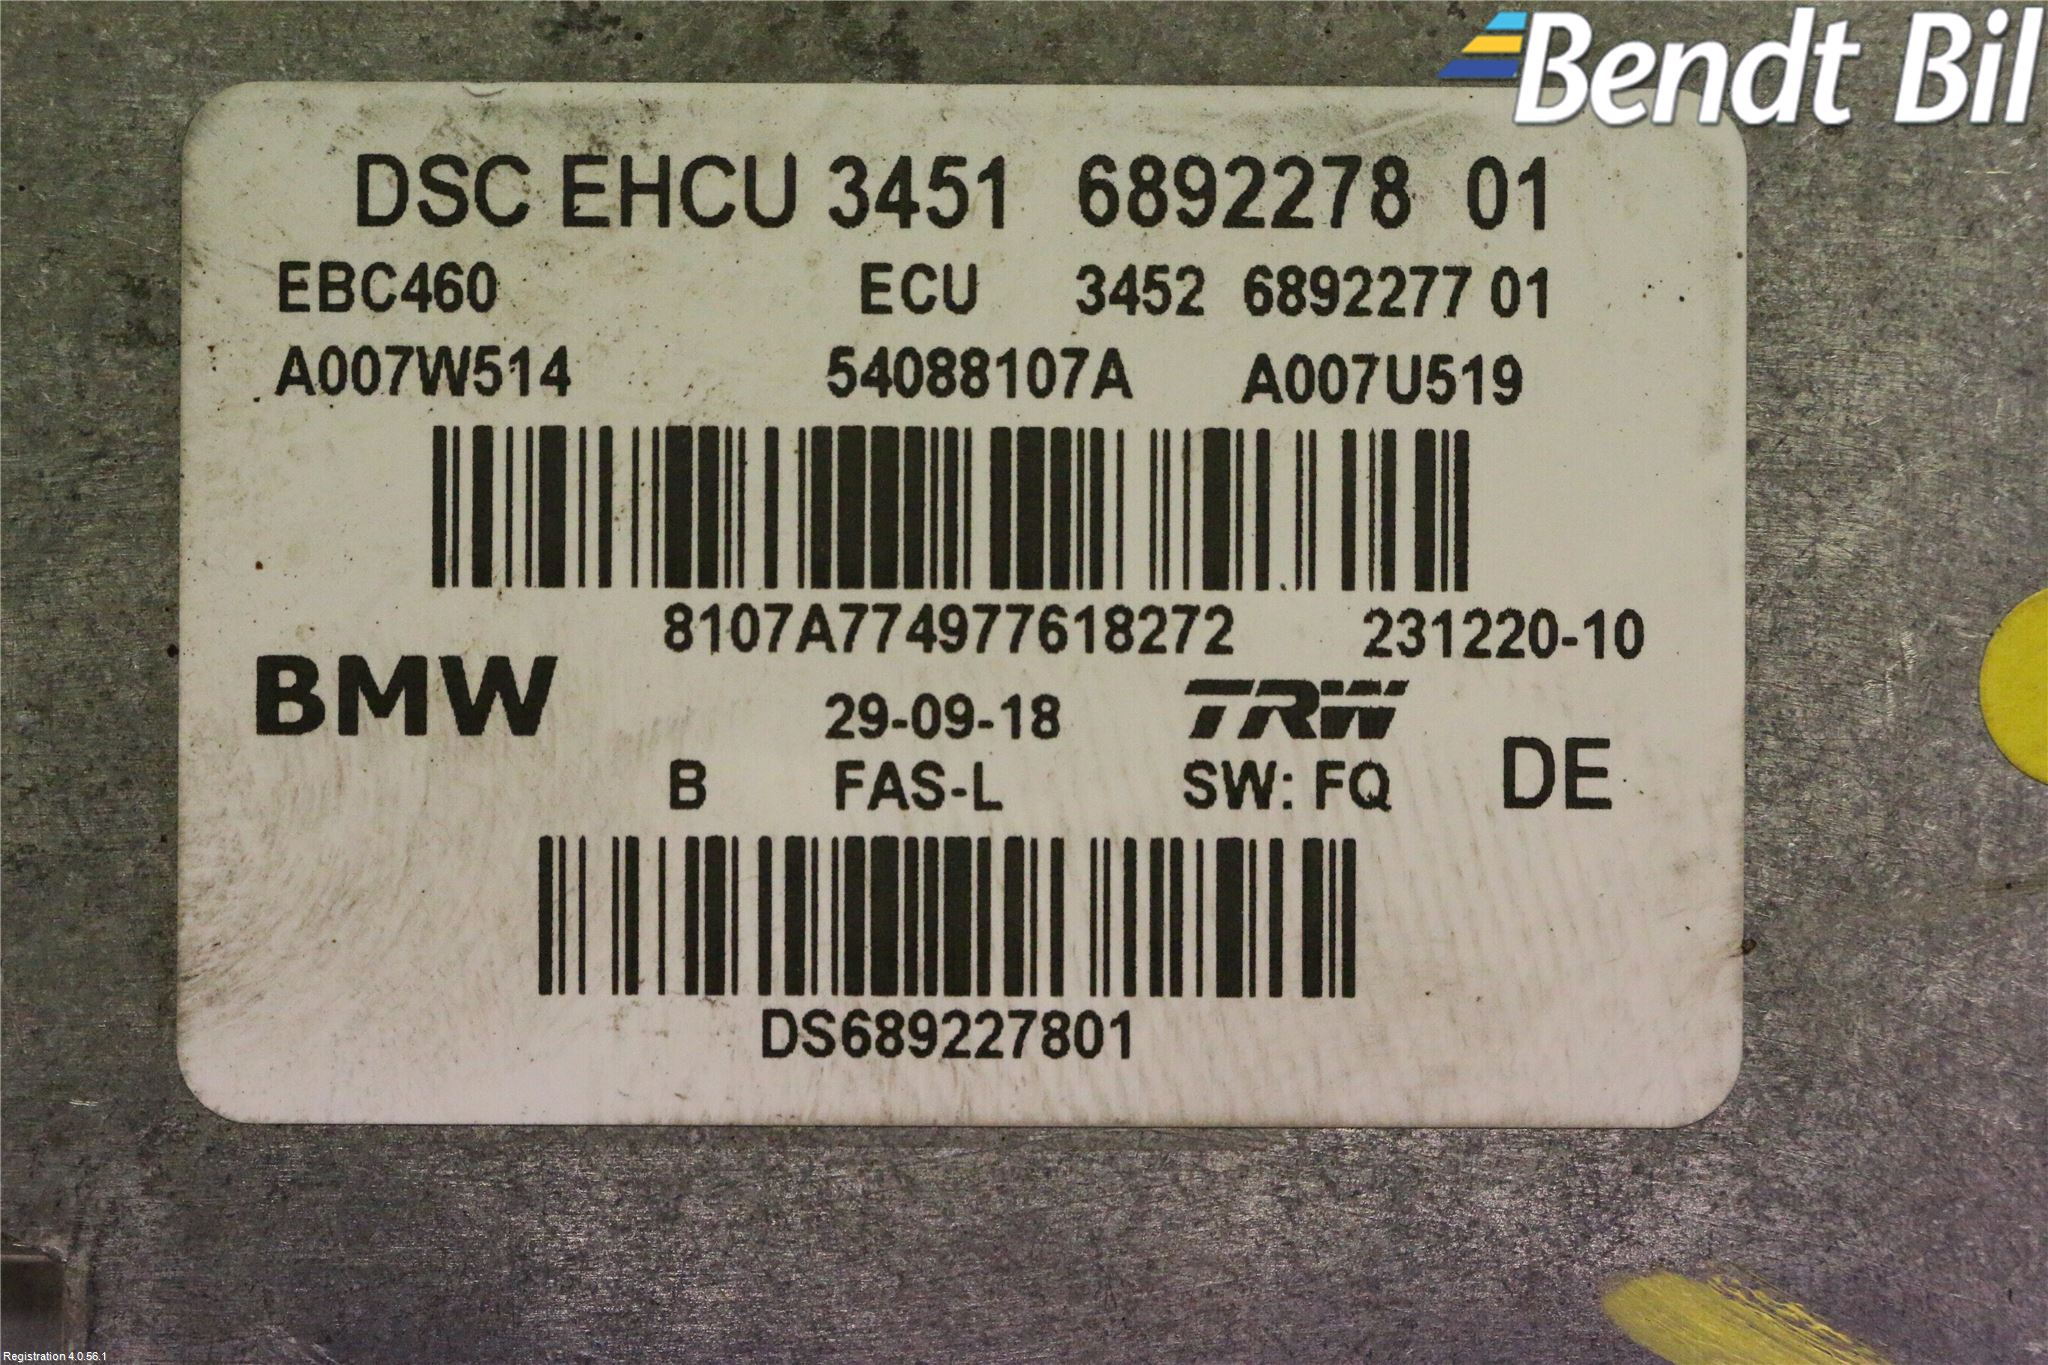 Bendt Bil
DSC EHCU 3451 6892278 01
EBC460 ECU 3452 6892277 01
A007W514 54088107A A007U519
8107A774977618272 231220-10
BMW 29-09-18 TRW
B FAS-L SW: FQ DE
DS689227801
Registration 4.0.56.1